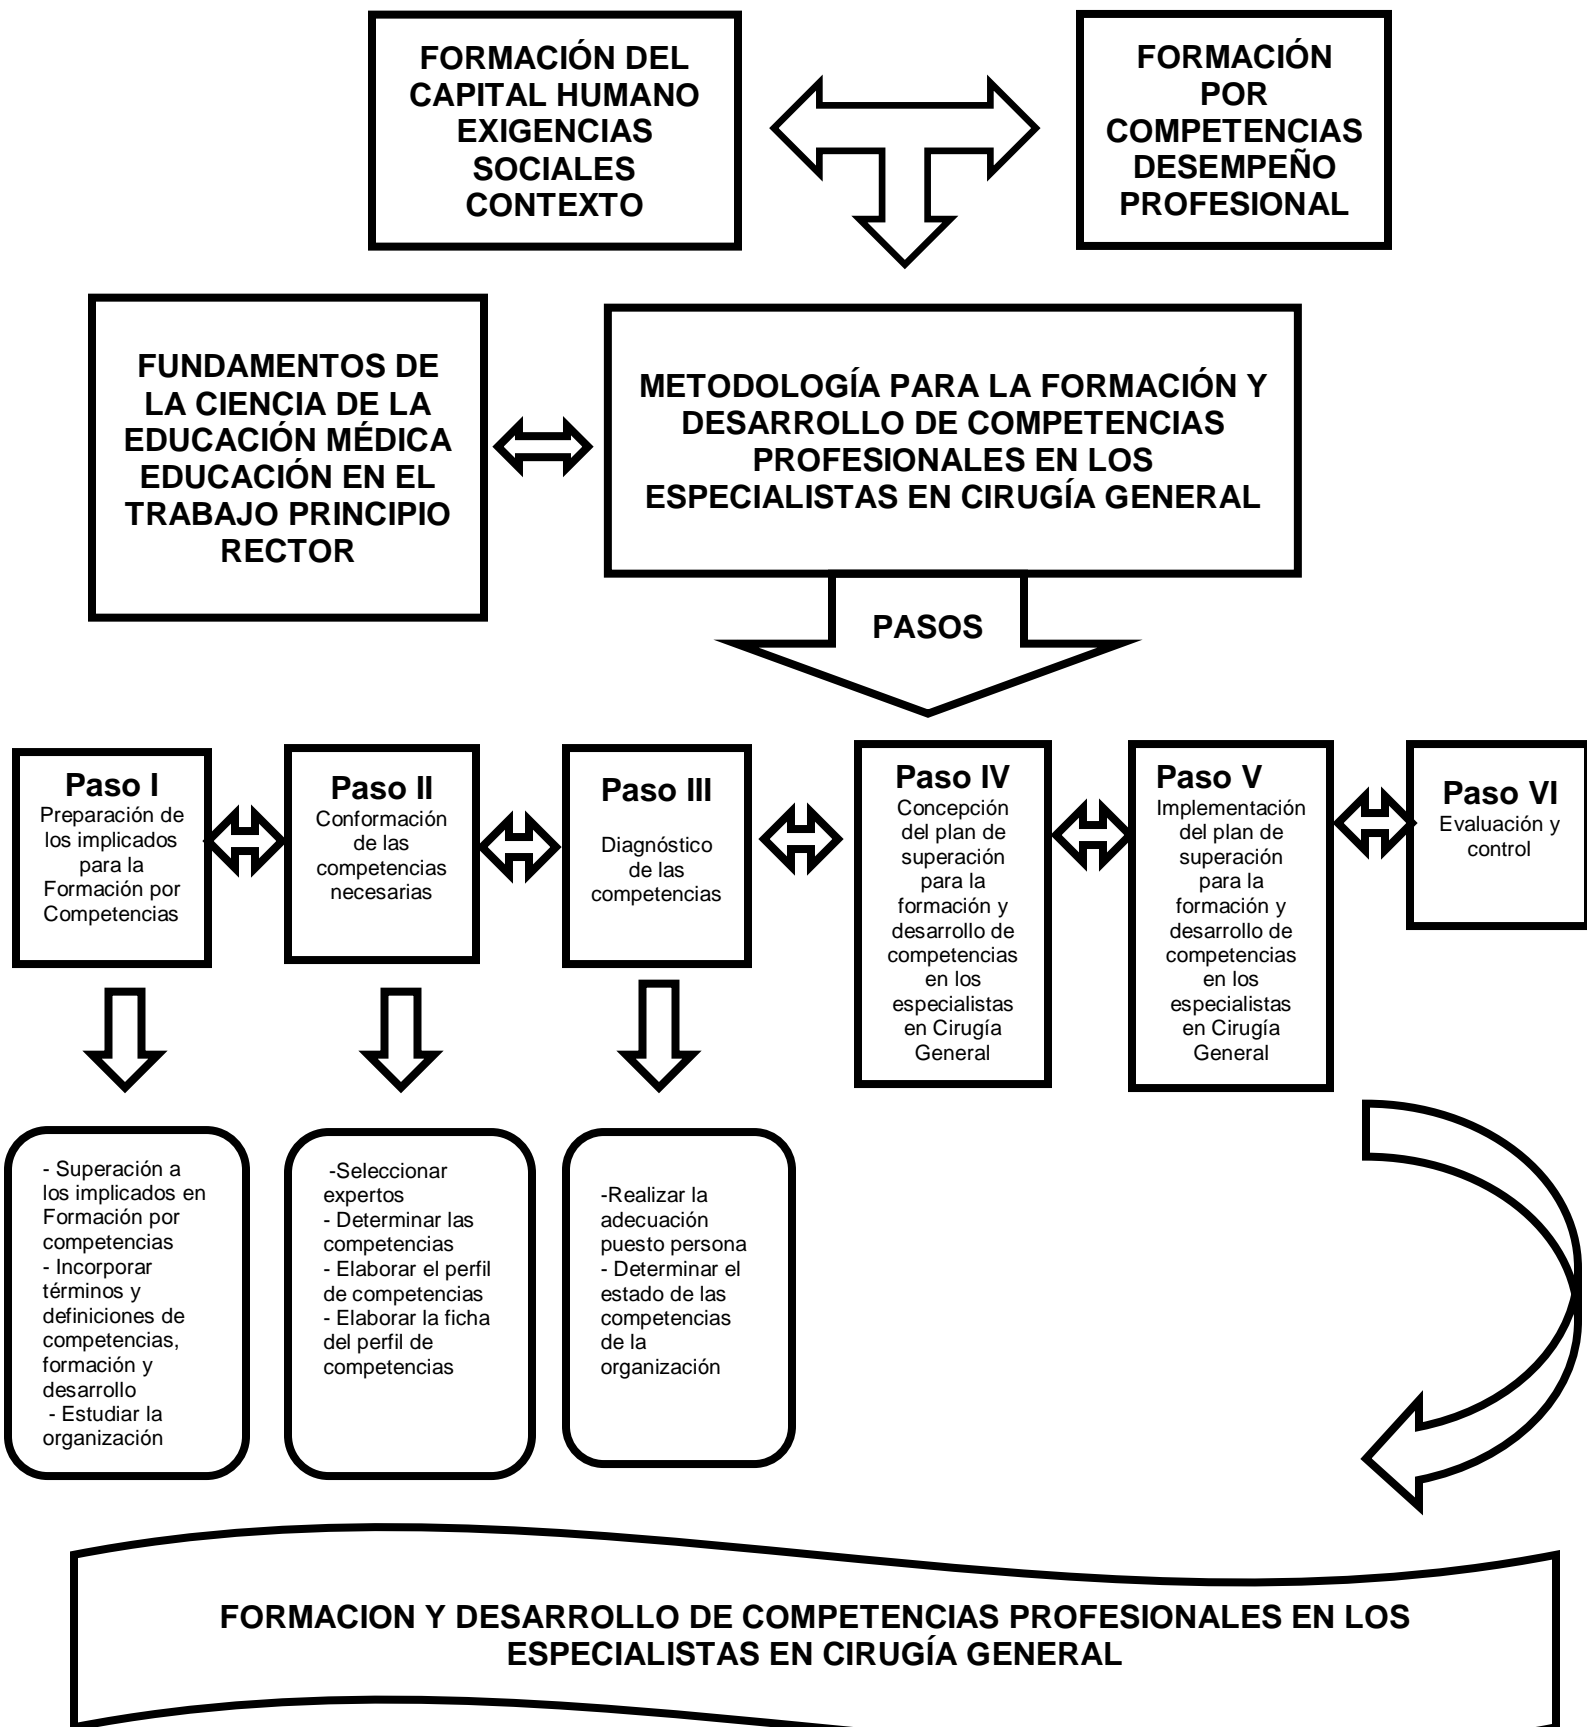 FORMACIÓN DEL
CAPITAL HUMANO
EXIGENCIAS
SOCIALES
CONTEXTO
FORMACIÓN
POR
COMPETENCIAS
DESEMPEÑO
PROFESIONAL
FUNDAMENTOS DE
LA CIENCIA DE LA
EDUCACIÓN MÉDICA
EDUCACIÓN EN EL
TRABAJO PRINCIPIO
RECTOR
METODOLOGÍA PARA LA FORMACIÓN Y
DESARROLLO DE COMPETENCIAS
PROFESIONALES EN LOS
ESPECIALISTAS EN CIRUGÍA GENERAL
PASOS
Paso I
Preparación de
los implicados
para la
Formación por
Competencias
Paso II
Conformación
de las
competencias
necesarias
Paso III
Diagnóstico
de las
competencias
Paso IV
Concepción
del plan de
superación
para la
formación y
desarrollo de
competencias
en los
especialistas
en Cirugía
General
Paso V
Implementación
del plan de
superación
para la
formación y
desarrollo de
competencias
en los
especialistas
en Cirugía
General
Paso VI
Evaluación y
control
- Superación a
los implicados en
Formación por
competencias
- Incorporar
términos y
definiciones de
competencias,
formación y
desarrollo
- Estudiar la
organización
-Seleccionar
expertos
- Determinar las
competencias
- Elaborar el perfil
de competencias
- Elaborar la ficha
del perfil de
competencias
-Realizar la
adecuación
puesto persona
- Determinar el
estado de las
competencias
de la
organización
FORMACION Y DESARROLLO DE COMPETENCIAS PROFESIONALES EN LOS
ESPECIALISTAS EN CIRUGÍA GENERAL